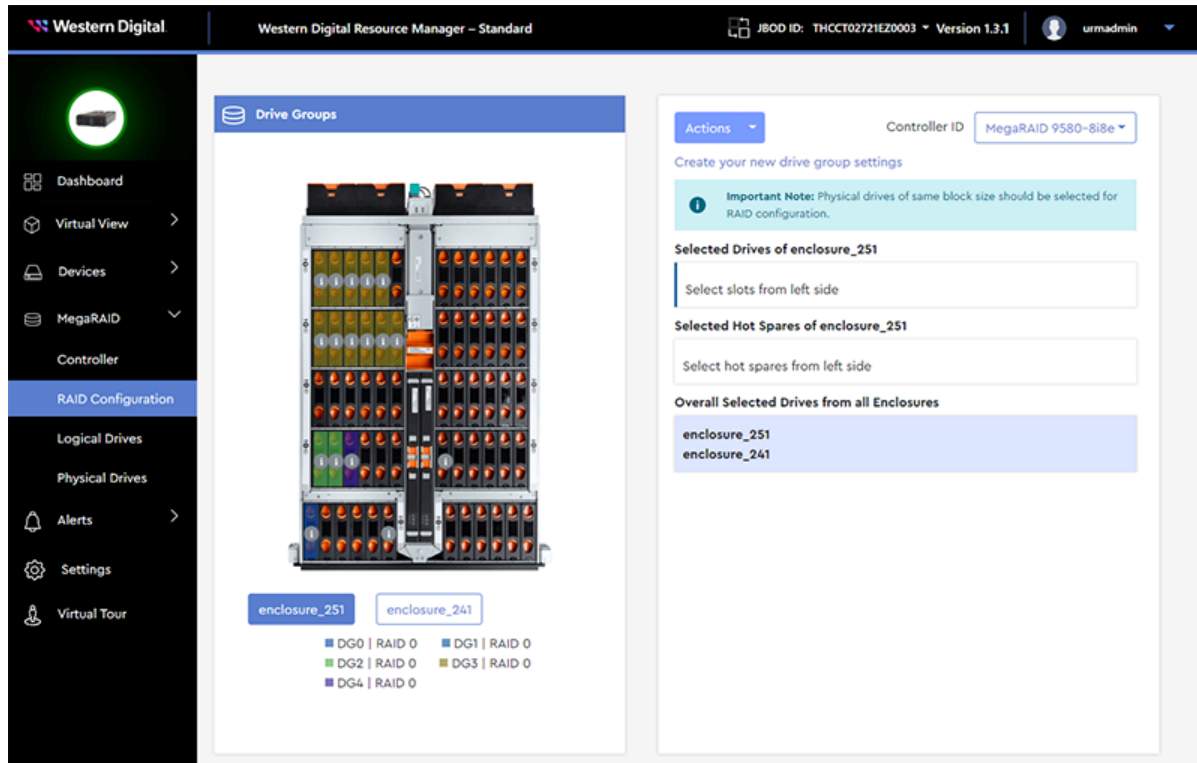 Western Digital.
Western Digital Resource Manager – Standard
JBOD ID: THCCT02721EZ0003
Version 1.3.1
urmadmin
Dashboard
Virtual View
Devices
MegaRAID
Controller
RAID Configuration
Logical Drives
Physical Drives
Alerts
Settings
Virtual Tour
Drive Groups
enclosure_251
enclosure_241
DG0 | RAID 0
DG1 | RAID 0
DG2 | RAID 0
DG3 | RAID 0
DG4 | RAID 0
Actions
Controller ID
MegaRAID 9580-8i8e
Create your new drive group settings
Important Note: Physical drives of same block size should be selected for
RAID configuration.
Selected Drives of enclosure_251
Select slots from left side
Selected Hot Spares of enclosure_251
Select hot spares from left side
Overall Selected Drives from all Enclosures
enclosure_251
enclosure_241